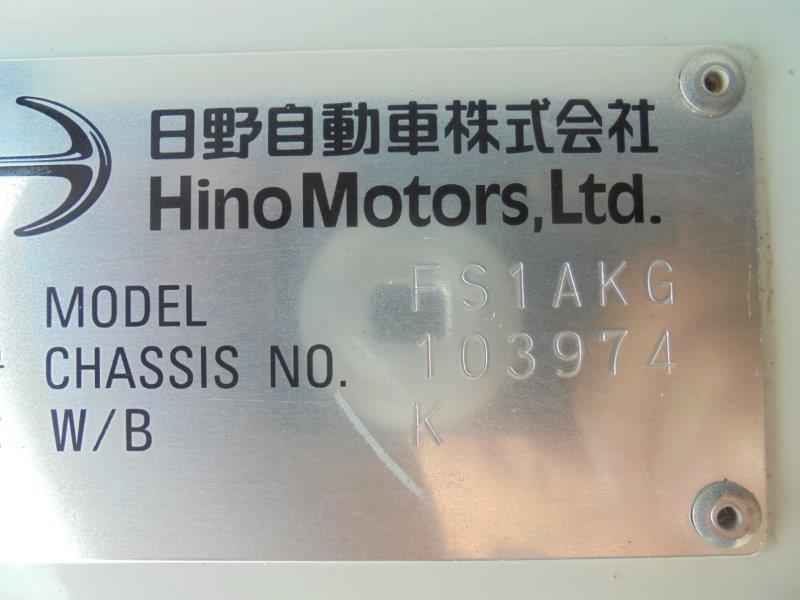 日野自動車株式会社
Hino Motors, Ltd.
MODEL FS1AKG
CHASSIS NO. 103974
W/B K